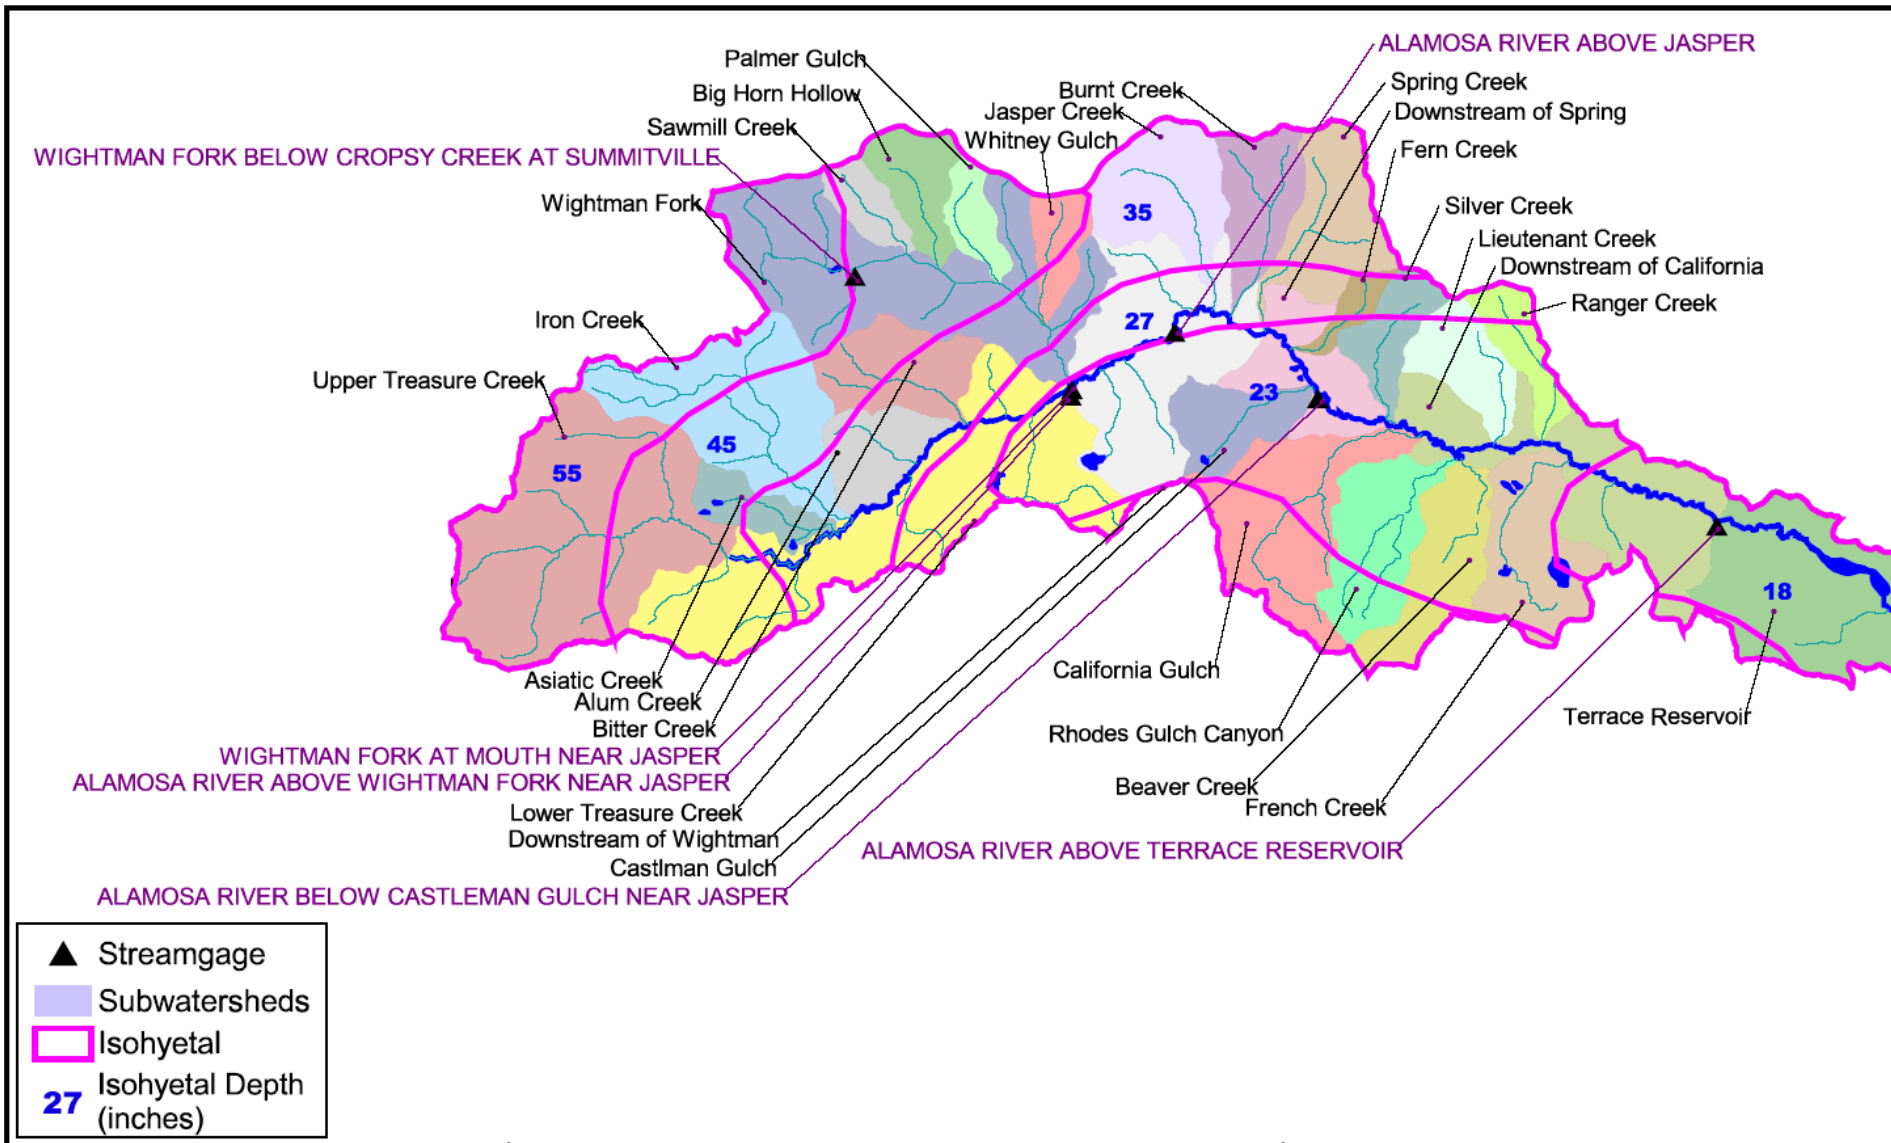 ALAMOSA RIVER ABOVE JASPER
Palmer Gulch
Spring Creek
Big Horn Hollow
Burnt Creek
Jasper Creek
Downstream of Spring
Sawmill Creek
Whitney Gulch
Fern Creek
WIGHTMAN FORK BELOW CROPSY CREEK AT SUMMITVILLE
Wightman Fork
35
Silver Creek
Lieutenant Creek
Downstream of California
Ranger Creek
Iron Creek
27
Upper Treasure Creek
23
45
55
18
Asiatic Creek
California Gulch
Alum Creek
Bitter Creek
Terrace Reservoir
Rhodes Gulch Canyon
WIGHTMAN FORK AT MOUTH NEAR JASPER
ALAMOSA RIVER ABOVE WIGHTMAN FORK NEAR JASPER
Beaver Creek
French Creek
Lower Treasure Creek
Downstream of Wightman
ALAMOSA RIVER ABOVE TERRACE RESERVOIR
Castlman Gulch
ALAMOSA RIVER BELOW CASTLEMAN GULCH NEAR JASPER
Streamgage
Subwatersheds
Isohyetal
27 Isohyetal Depth
(inches)